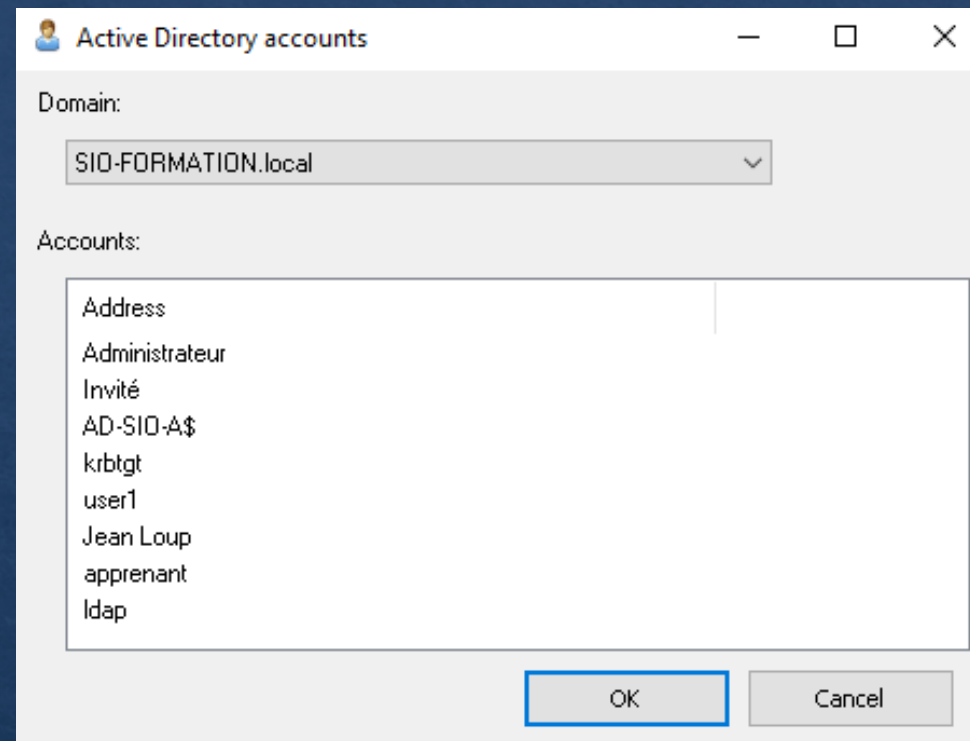 Active Directory accounts
Domain:
SIO-FORMATION.local
Accounts:
Address
Administrateur
Invité
AD-SIO-A$
krbtgt
user1
Jean Loup
apprenant
ldap
OK
Cancel